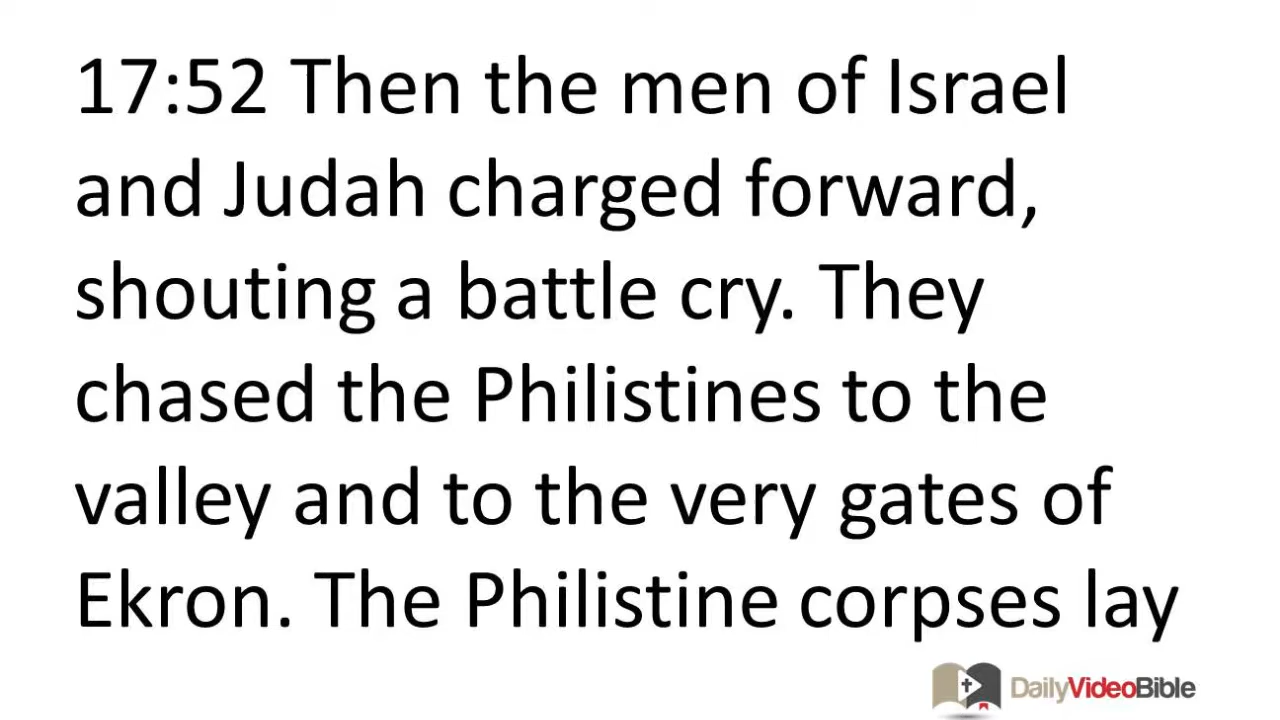 17:52 Then the men of Israel
and Judah charged forward,
shouting a battle cry. They
chased the Philistines to the
valley and to the very gates of
Ekron. The Philistine corpses lay
DailyVideoBible